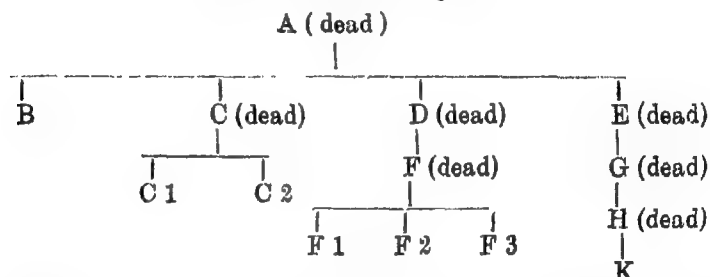 A (dead)
B C (dead) D (dead) E (dead)
F (dead) G (dead)
C 1 C 2 H (dead)
F 1 F 2 F 3
K